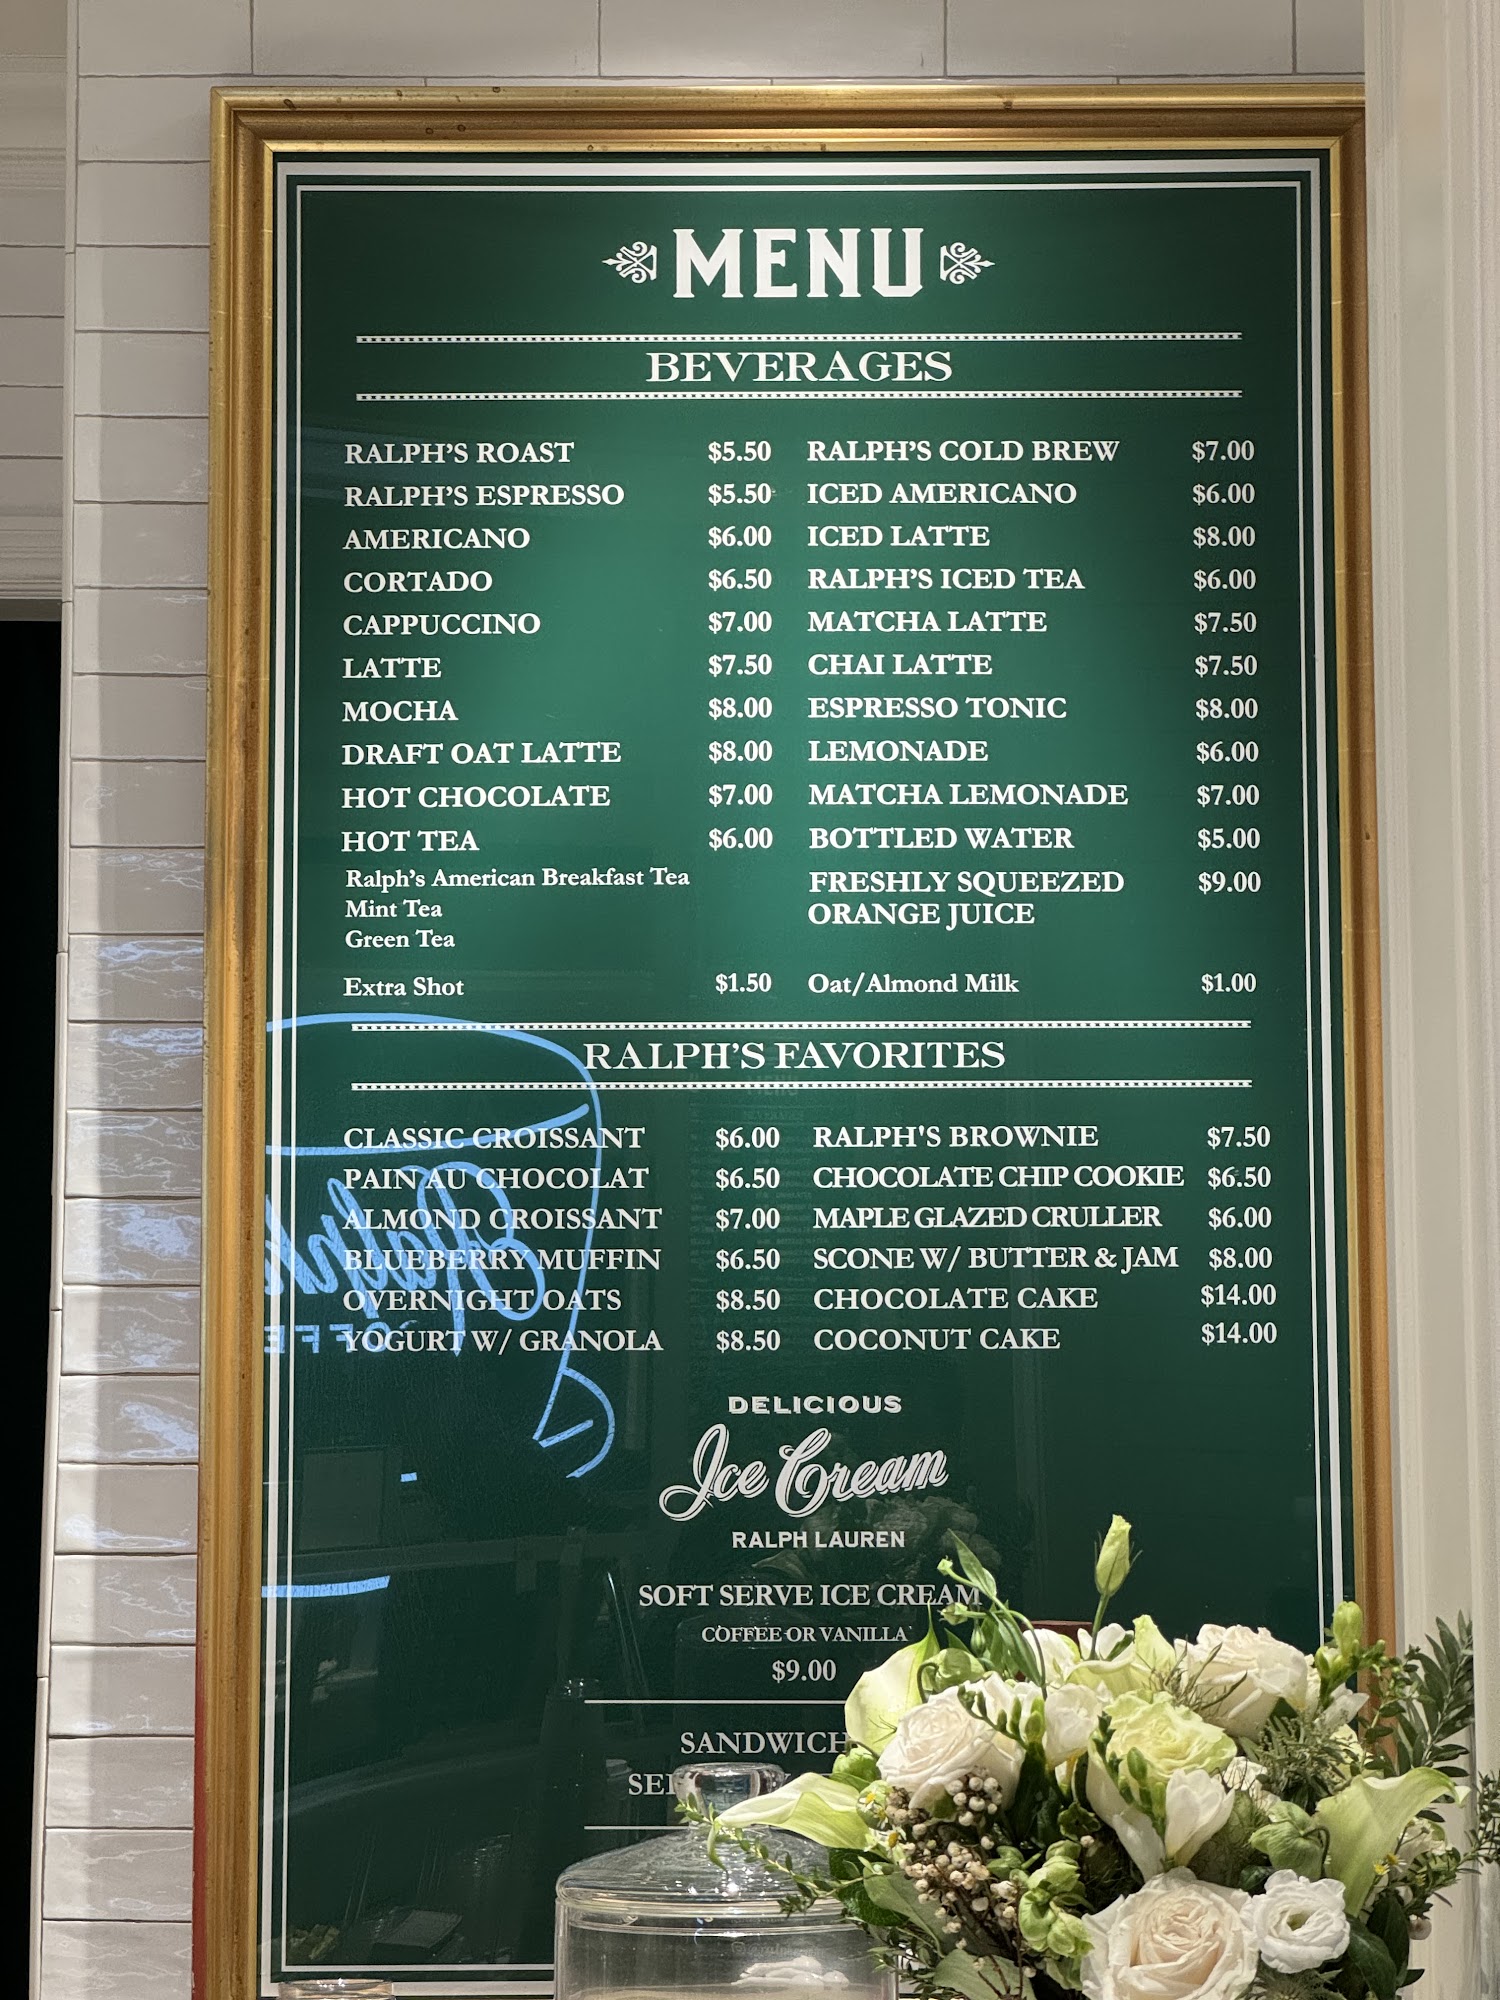 MENU
BEVERAGES
RALPH'S ROAST $5.50
RALPH'S ESPRESSO $5.50
AMERICANO $6.00
CORTADO $6.50
CAPPUCCINO $7.00
LATTE $7.50
MOCHA $8.00
DRAFT OAT LATTE $8.00
HOT CHOCOLATE $7.00
HOT TEA $6.00
Ralph's American Breakfast Tea
Mint Tea
Green Tea
Extra Shot $1.50
RALPH'S COLD BREW $7.00
ICED AMERICANO $6.00
ICED LATTE $8.00
RALPH'S ICED TEA $6.00
MATCHA LATTE $7.50
CHAI LATTE $7.50
ESPRESSO TONIC $8.00
LEMONADE $6.00
MATCHA LEMONADE $7.00
BOTTLED WATER $5.00
FRESHLY SQUEEZED $9.00
ORANGE JUICE
Oat/Almond Milk $1.00
RALPH'S FAVORITES
CLASSIC CROISSANT $6.00
PAIN AU CHOCOLAT $6.50
ALMOND CROISSANT $7.00
BLUEBERRY MUFFIN $6.50
OVERNIGHT OATS $8.50
YOGURT W/ GRANOLA $8.50
RALPH'S BROWNIE $7.50
CHOCOLATE CHIP COOKIE $6.50
MAPLE GLAZED CRULLER $6.00
SCONE W/ BUTTER & JAM $8.00
CHOCOLATE CAKE $14.00
COCONUT CAKE $14.00
DELICIOUS
Ice Cream
RALPH LAUREN
SOFT SERVE ICE CREAM
COFFEE OR VANILLA
$9.00
SANDWICH